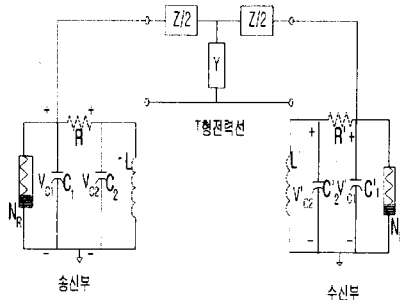 Z/2 Z/2
Y
T형전력선
+ + + +
R R'
L L
V_C1 C_1 V_C2 C_2 V'_C2 C'_2 V'_C1 C'_1
N_R N
- - - -
송신부 수신부